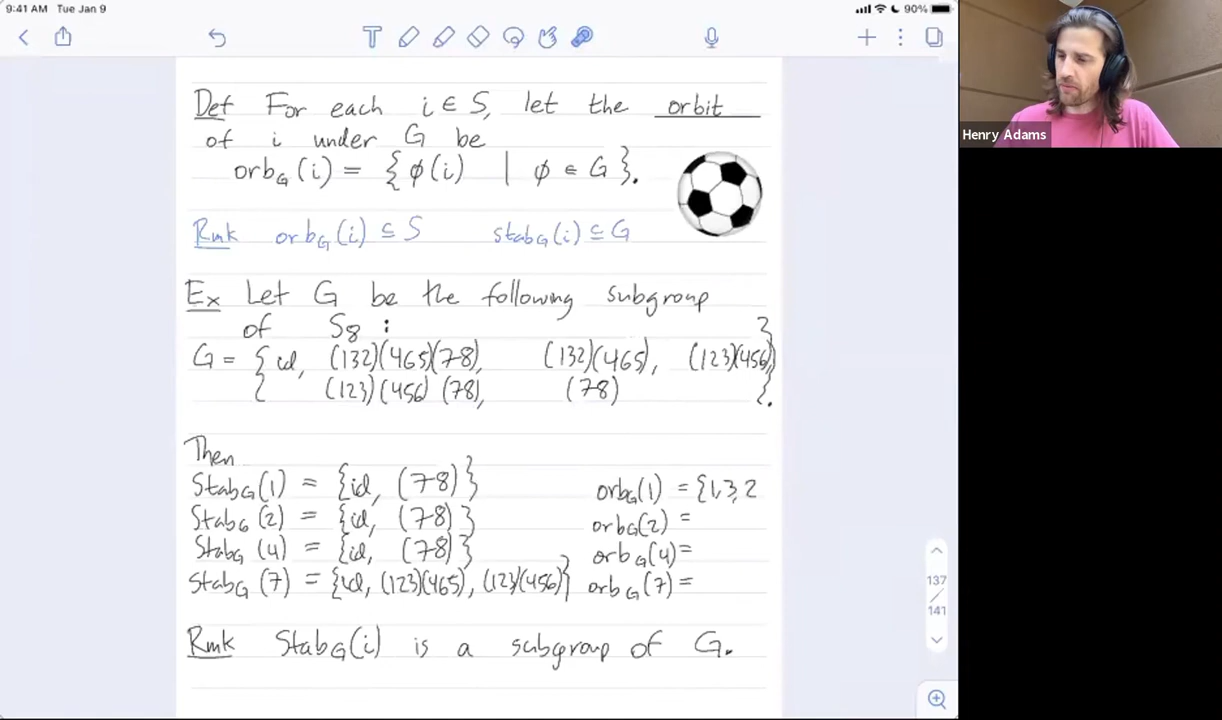 9:41 AM Tue Jan 9
90%
Def For each i ∈ S, let the orbit
of i under G be
orb_G(i) = {ϕ(i) | ϕ ∈ G}.
Rmk orb_G(i) ⊆ S stab_G(i) ⊆ G
Ex Let G be the following subgroup
of S_8 :
G = { id, (132)(465)(78), (132)(465), (123)(456)
(123)(456)(78), (78) }.
Then
Stab_G(1) = {id, (78)} orb_G(1) = {1,3,2
Stab_G(2) = {id, (78)} orb_G(2) =
Stab_G(4) = {id, (78)} orb_G(4) =
Stab_G(7) = {id, (123)(465), (123)(456)} orb_G(7) =
Rmk Stab_G(i) is a subgroup of G.
137
/
141
Henry Adams